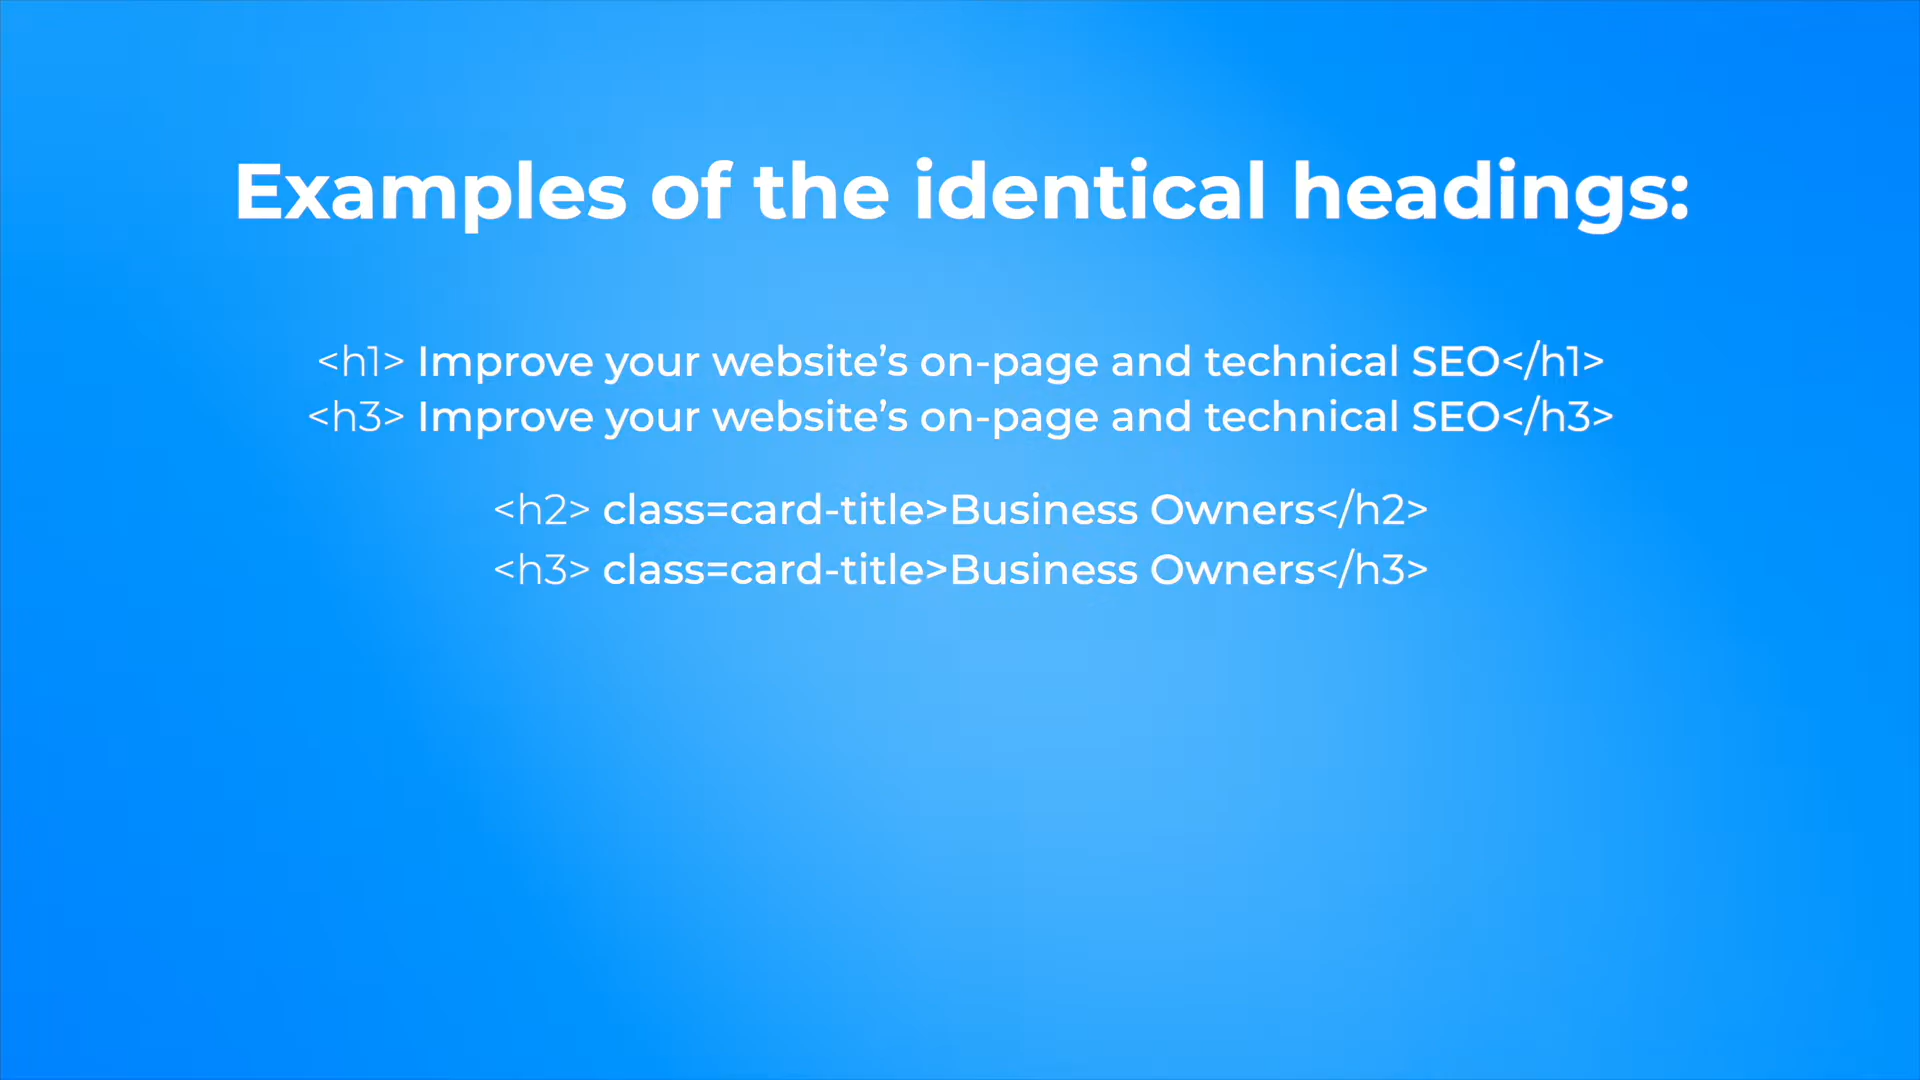 Examples of the identical headings:
<h1> Improve your website’s on-page and technical SEO</h1>
<h3> Improve your website’s on-page and technical SEO</h3>
<h2> class=card-title>Business Owners</h2>
<h3> class=card-title>Business Owners</h3>